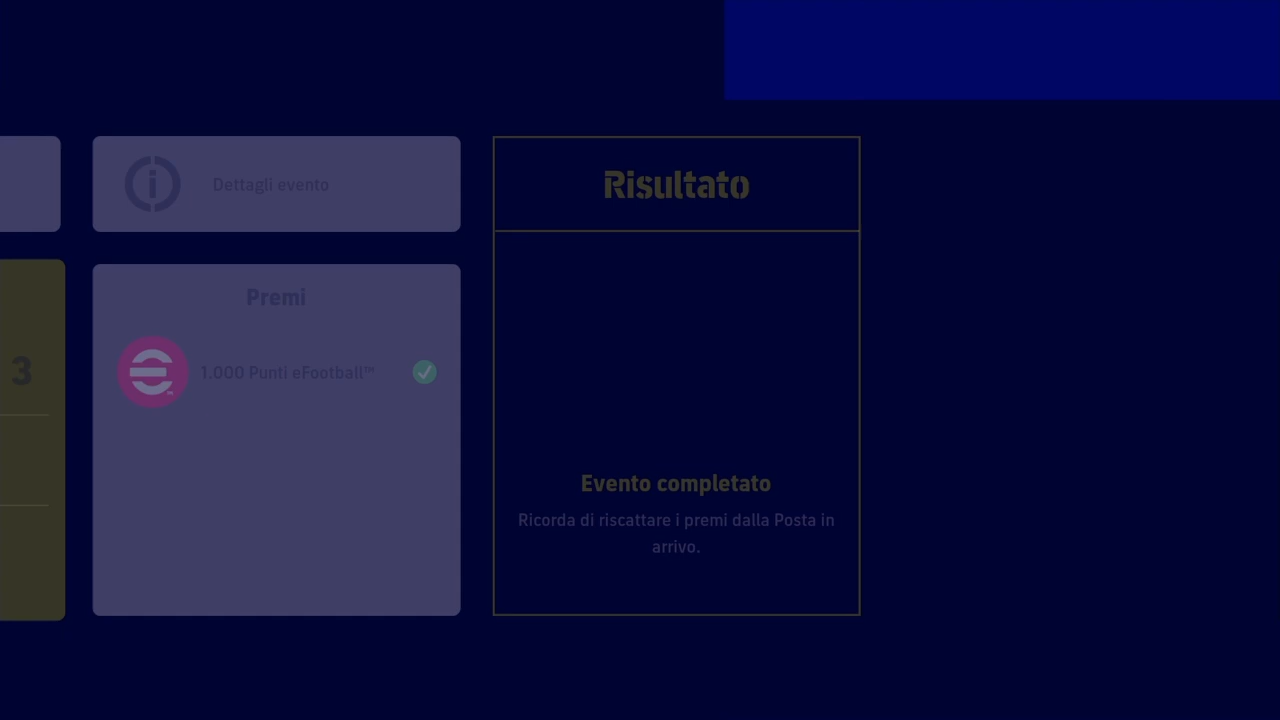 3
Dettagli evento
Premi
1.000 Punti eFootball™
Risultato
Evento completato
Ricorda di riscattare i premi dalla Posta in
arrivo.